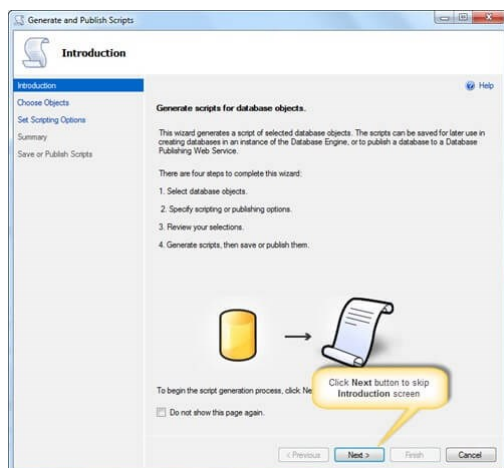 Generate and Publish Scripts
Introduction
Introduction
Help
Choose Objects
Set Scripting Options
Summary
Save or Publish Scripts
Generate scripts for database objects.
This wizard generates a script of selected database objects. The scripts can be saved for later use in
creating databases in an instance of the Database Engine, or to publish a database to a Database
Publishing Web Service.
There are four steps to complete this wizard:
1. Select database objects.
2. Specify scripting or publishing options.
3. Review your selections.
4. Generate scripts, then save or publish them.
To begin the script generation process, click
Click Next button to skip
Introduction screen
Do not show this page again.
< Previous
Next >
Finish
Cancel